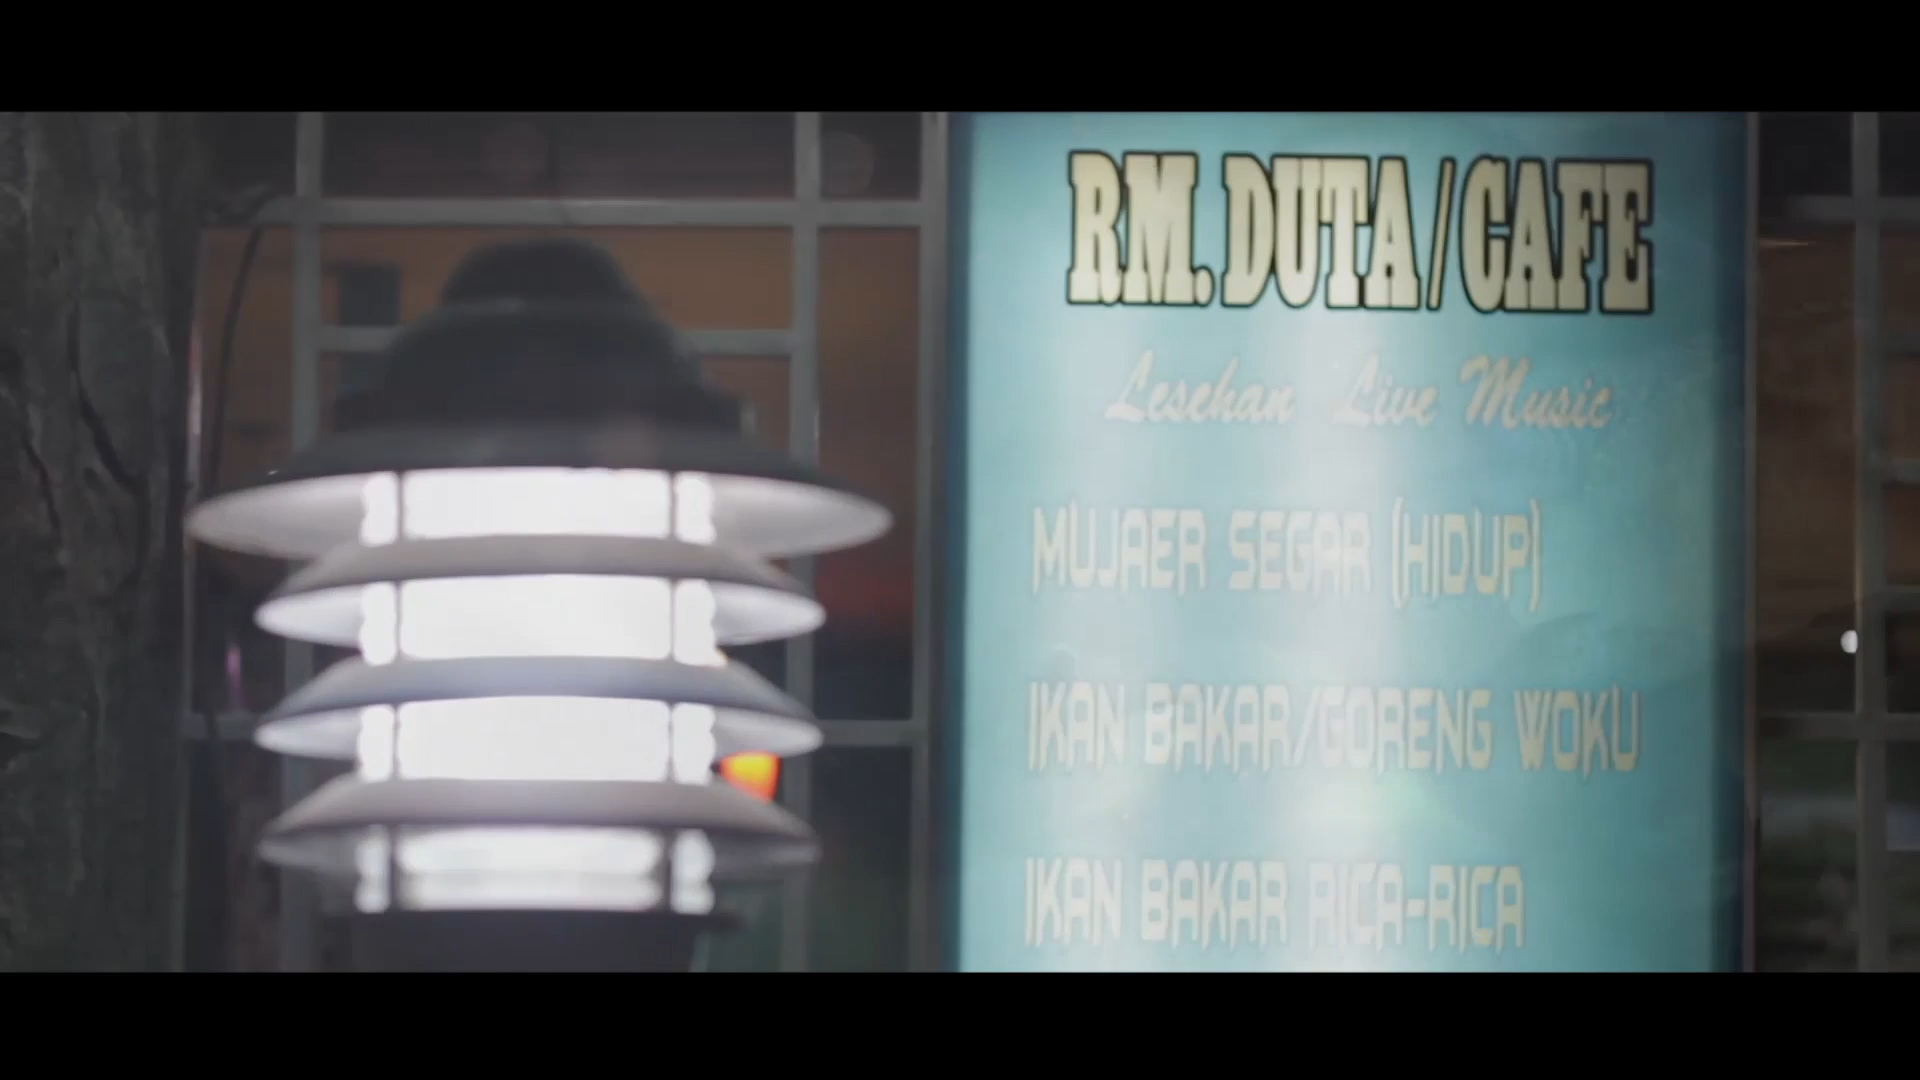 RM. DUTA/CAFE
Lesehan Live Music
MUJAER SEGAR (HIDUP)
IKAN BAKAR/GORENG WOKU
IKAN BAKAR RICA-RICA